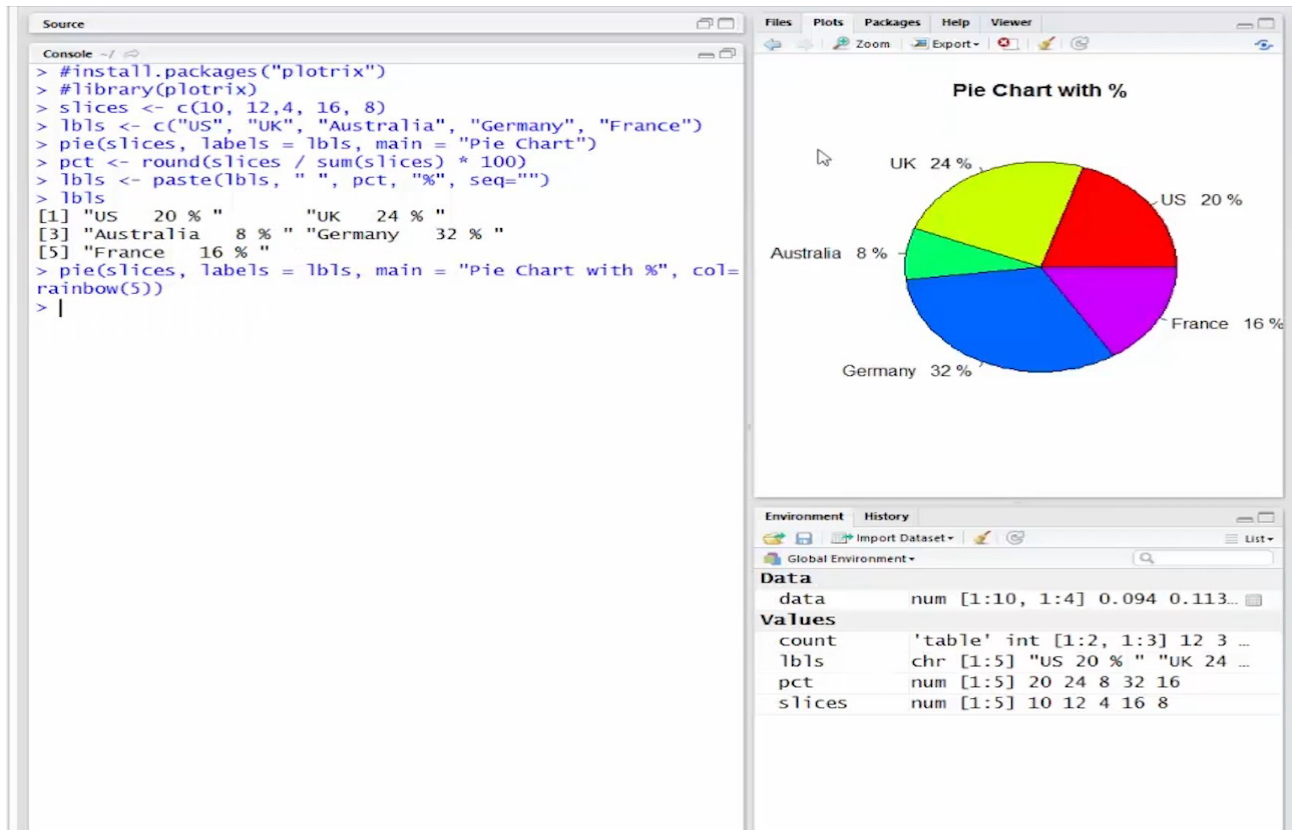 Source
Console ~/
> #install.packages("plotrix")
> #library(plotrix)
> slices <- c(10, 12,4, 16, 8)
> lbls <- c("US", "UK", "Australia", "Germany", "France")
> pie(slices, labels = lbls, main = "Pie Chart")
> pct <- round(slices / sum(slices) * 100)
> lbls <- paste(lbls, " ", pct, "%", seq="")
> lbls
[1] "US   20 % "        "UK   24 % "
[3] "Australia   8 % " "Germany   32 % "
[5] "France   16 % "
> pie(slices, labels = lbls, main = "Pie Chart with %", col=
rainbow(5))
>
Files Plots Packages Help Viewer
Zoom Export
Pie Chart with %
UK 24 %
US 20 %
Australia 8 %
France 16 %
Germany 32 %
Environment History
Import Dataset List
Global Environment
Data
data num [1:10, 1:4] 0.094 0.113…
Values
count 'table' int [1:2, 1:3] 12 3 …
lbls chr [1:5] "US 20 % " "UK 24 …
pct num [1:5] 20 24 8 32 16
slices num [1:5] 10 12 4 16 8